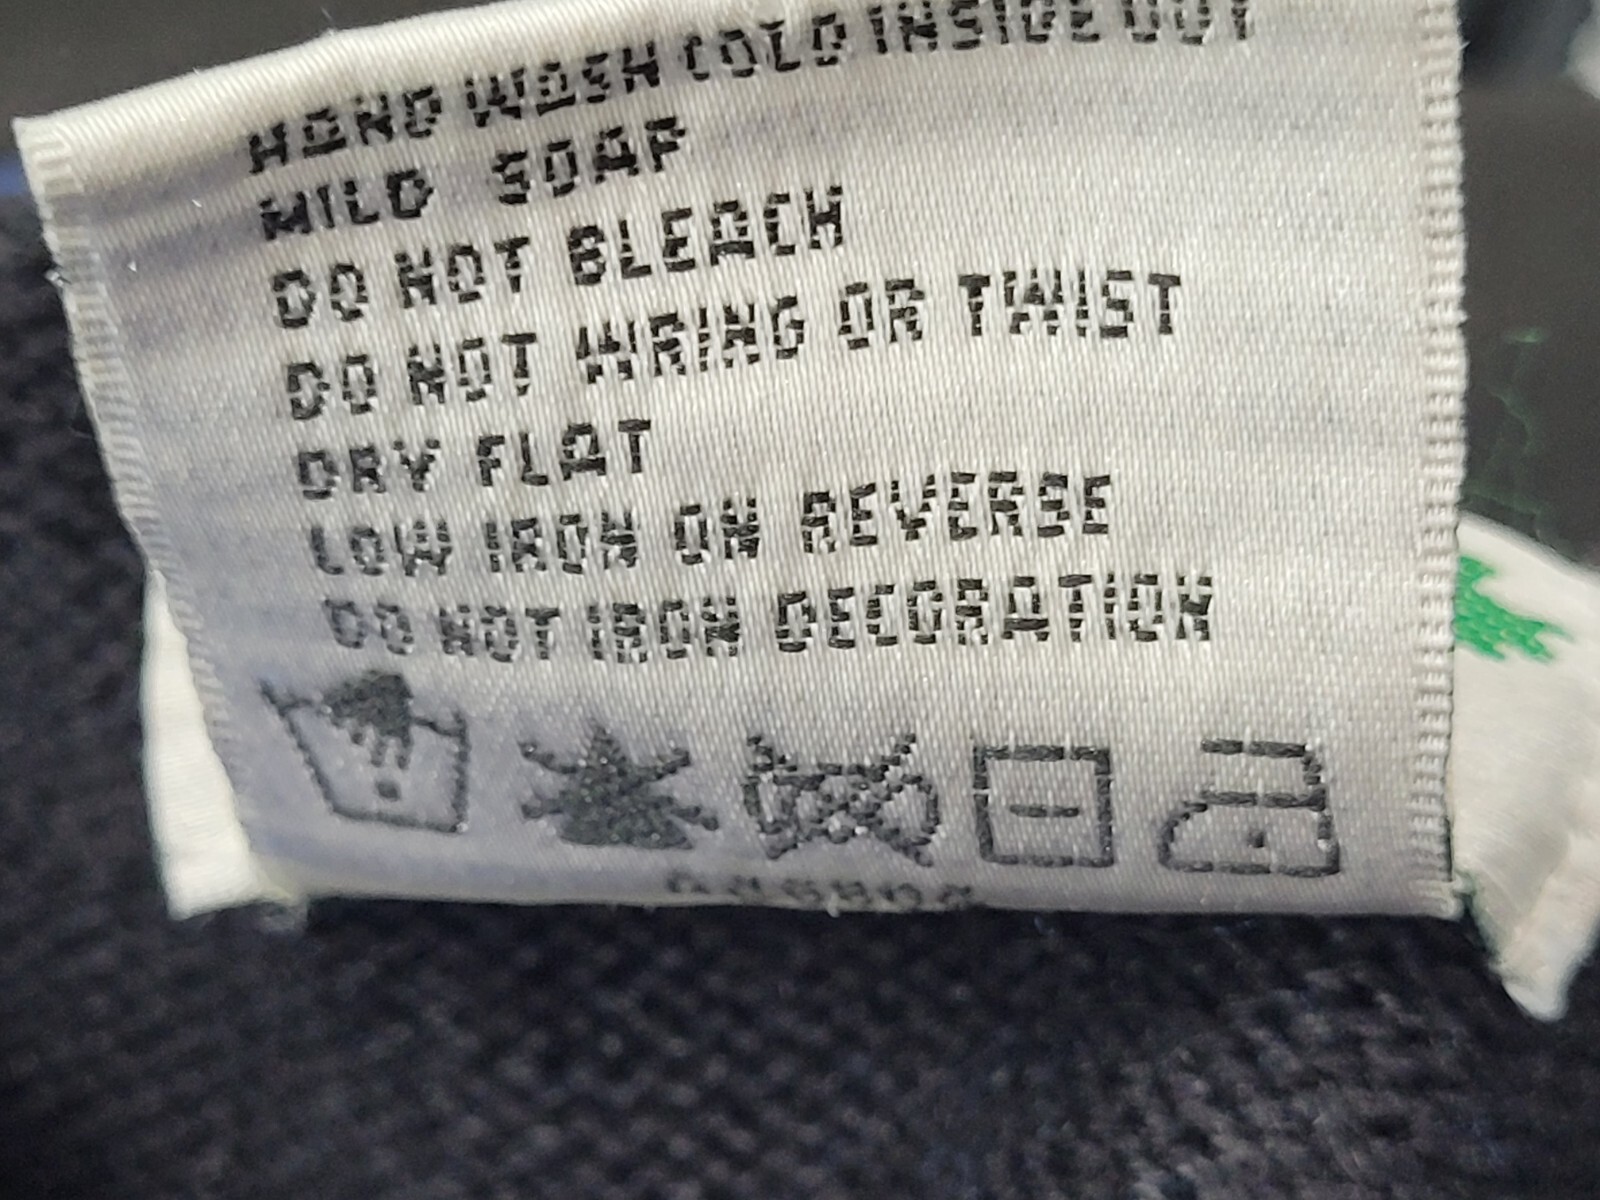 HAND WASH COLD INSIDE OUT
MILD SOAP
DO NOT BLEACH
DO NOT WRING OR TWIST
DRY FLAT
LOW IRON ON REVERSE
DO NOT IRON DECORATION